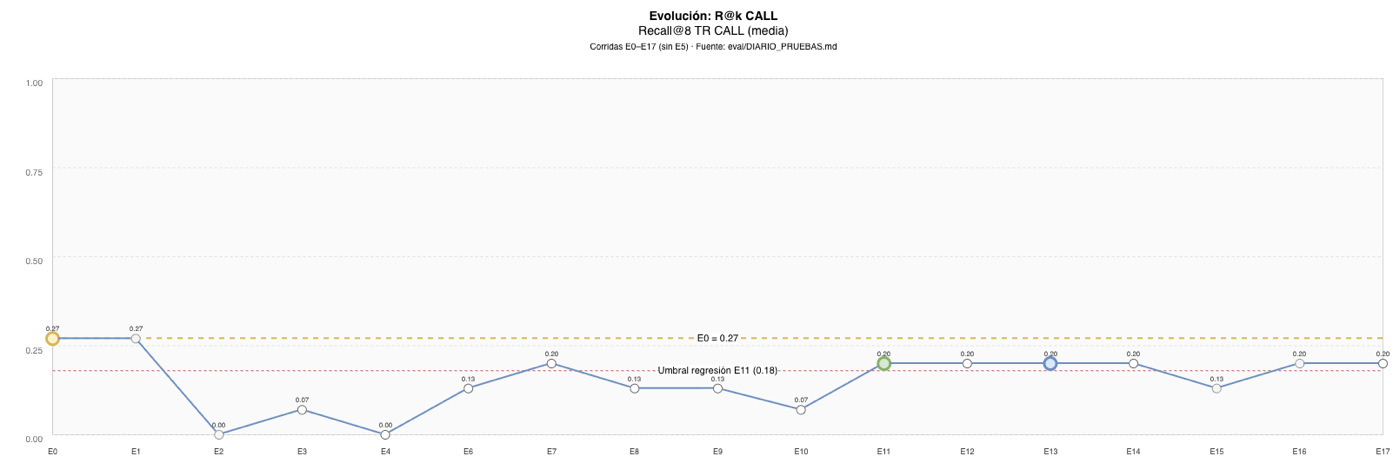 Evolución: R@k CALL
Recall@8 TR CALL (media)
Corridas E0–E17 (sin E5) · Fuente: eval/DIARIO_PRUEBAS.md
1.00
0.75
0.50
0.25
0.00
E0 = 0.27
Umbral regresión E11 (0.18)
0.27 0.27 0.00 0.07 0.00 0.13 0.20 0.13 0.13 0.07 0.20 0.20 0.20 0.20 0.13 0.20 0.20
E0 E1 E2 E3 E4 E6 E7 E8 E9 E10 E11 E12 E13 E14 E15 E16 E17